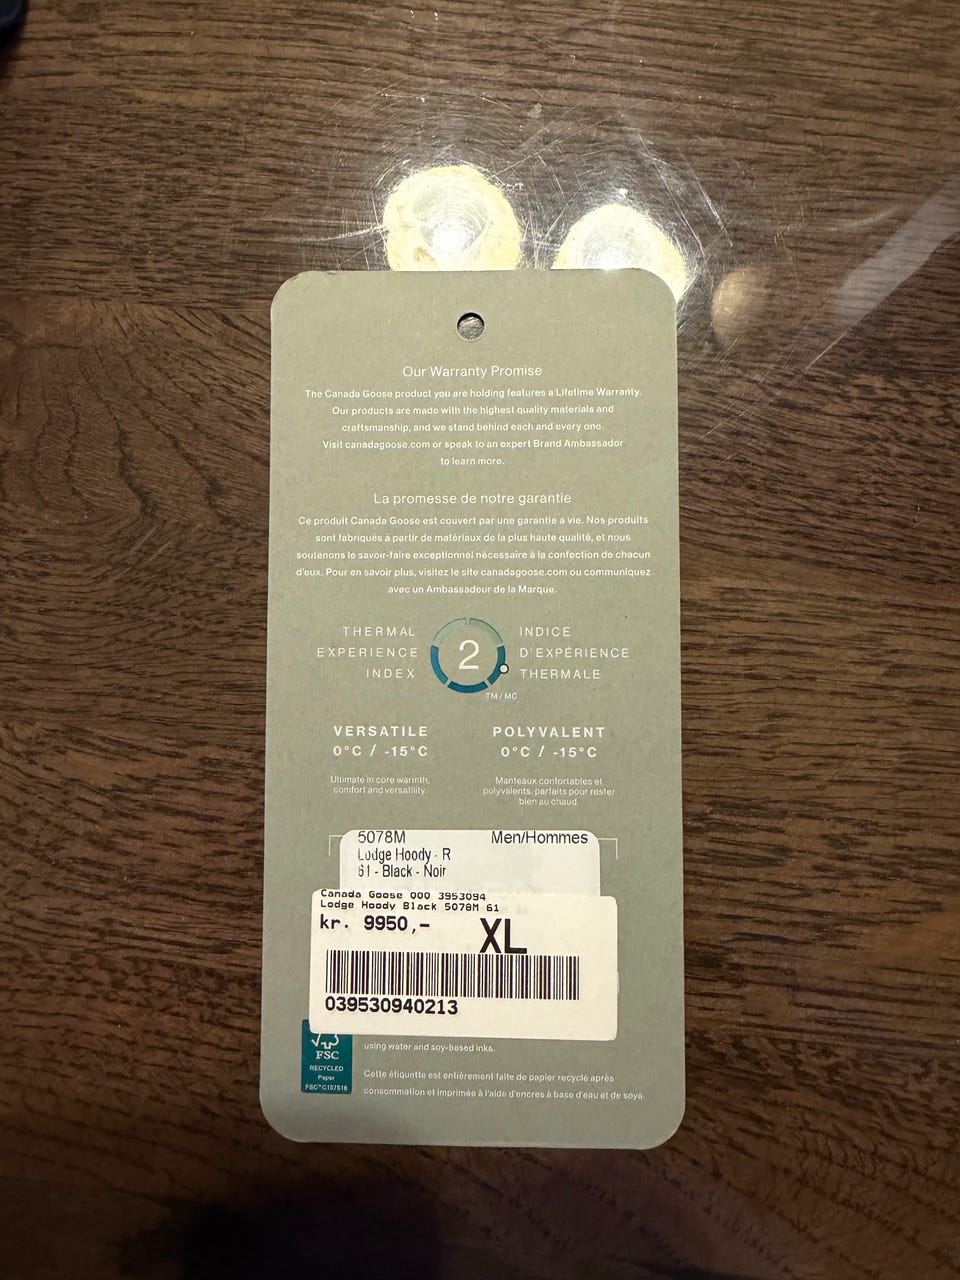 Our Warranty Promise
The Canada Goose product you are holding features a Lifetime Warranty.
Our products are made with the highest quality materials and
craftsmanship, and we stand behind each and every one.
Visit canadagoose.com or speak to an expert Brand Ambassador
to learn more.
La promesse de notre garantie
Ce produit Canada Goose est couvert par une garantie à vie. Nos produits
sont fabriqués à partir de matériaux de la plus haute qualité, et nous
soutenons le savoir-faire exceptionnel nécessaire à la confection de chacun
d'eux. Pour en savoir plus, visitez le site canadagoose.com ou communiquez
avec un Ambassadeur de la Marque.
THERMAL
EXPERIENCE
INDEX
2
TM/MC
INDICE
D'EXPÉRIENCE
THERMALE
VERSATILE
0°C / -15°C
Ultimate in core warmth,
comfort and versatility.
POLYVALENT
0°C / -15°C
Manteaux confortables et
polyvalents, parfaits pour rester
bien au chaud.
5078M Men/Hommes
Lodge Hoody - R
61 - Black - Noir
Canada Goose 000 3953094
Lodge Hoody Black 5078M 61
kr. 9950,- XL
039530940213
FSC
RECYCLED
Paper
FSC® C157518
using water and soy-based inks.
Cette étiquette est entièrement faite de papier recyclé après
consommation et imprimée à l'aide d'encres à base d'eau et de soya.